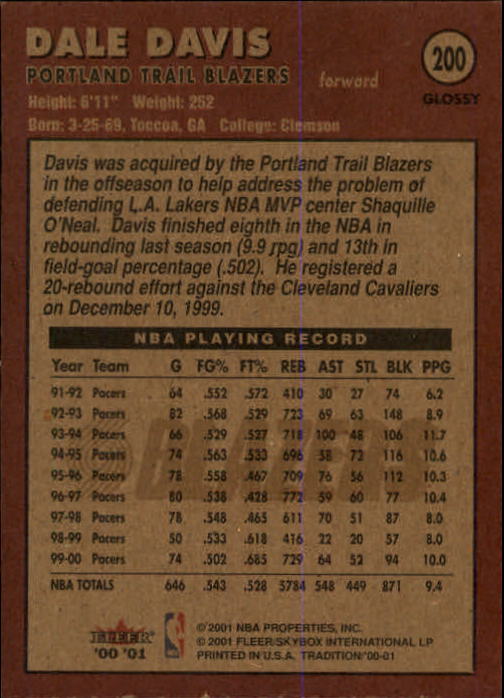 DALE DAVIS
200
PORTLAND TRAIL BLAZERS forward
GLOSSY
Height: 6'11" Weight: 252
Born: 3-25-69, Toccoa, GA College: Clemson
Davis was acquired by the Portland Trail Blazers
in the offseason to help address the problem of
defending L.A. Lakers NBA MVP center Shaquille
O'Neal. Davis finished eighth in the NBA in
rebounding last season (9.9 rpg) and 13th in
field-goal percentage (.502). He registered a
20-rebound effort against the Cleveland Cavaliers
on December 10, 1999.
NBA PLAYING RECORD
Year Team G FG% FT% REB AST STL BLK PPG
91-92 Pacers 64 .552 .572 410 30 27 74 6.2
92-93 Pacers 82 .568 .529 723 69 63 148 8.9
93-94 Pacers 66 .529 .527 718 100 48 106 11.7
94-95 Pacers 74 .563 .533 696 58 72 116 10.6
95-96 Pacers 78 .558 .467 709 76 56 112 10.3
96-97 Pacers 80 .538 .428 772 59 60 77 10.4
97-98 Pacers 78 .548 .465 611 70 51 87 8.0
98-99 Pacers 50 .533 .618 416 22 20 57 8.0
99-00 Pacers 74 .502 .685 729 64 52 94 10.0
NBA TOTALS 646 .543 .528 5784 548 449 871 9.4
BLAZERS
FLEER
'00 '01
© 2001 NBA PROPERTIES, INC.
© 2001 FLEER/SKYBOX INTERNATIONAL LP
PRINTED IN U.S.A. TRADITION/'00-01